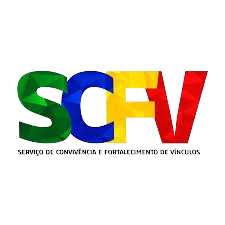 SCFV
SERVIÇO DE CONVIVÊNCIA E FORTALECIMENTO DE VÍNCULOS